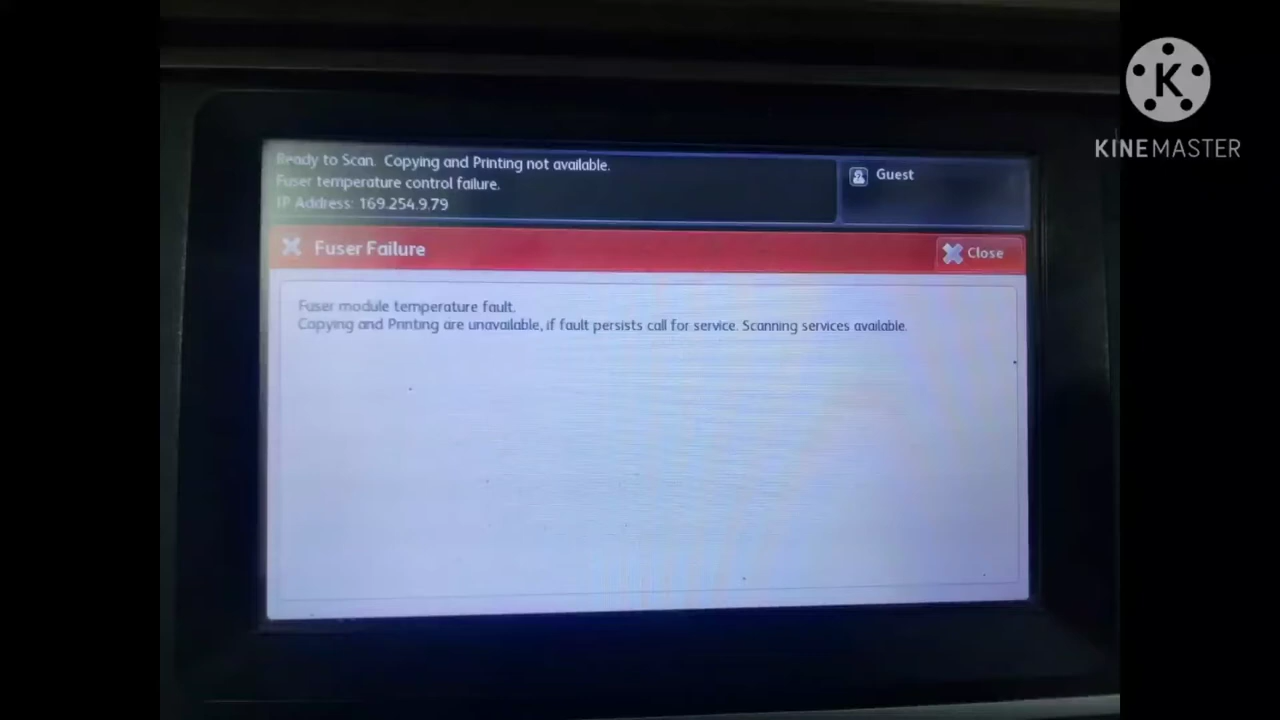 Ready to Scan. Copying and Printing not available.
Fuser temperature control failure.
IP Address: 169.254.9.79
Guest
Fuser Failure
Close
Fuser module temperature fault.
Copying and Printing are unavailable, if fault persists call for service. Scanning services available.
K
KINEMASTER